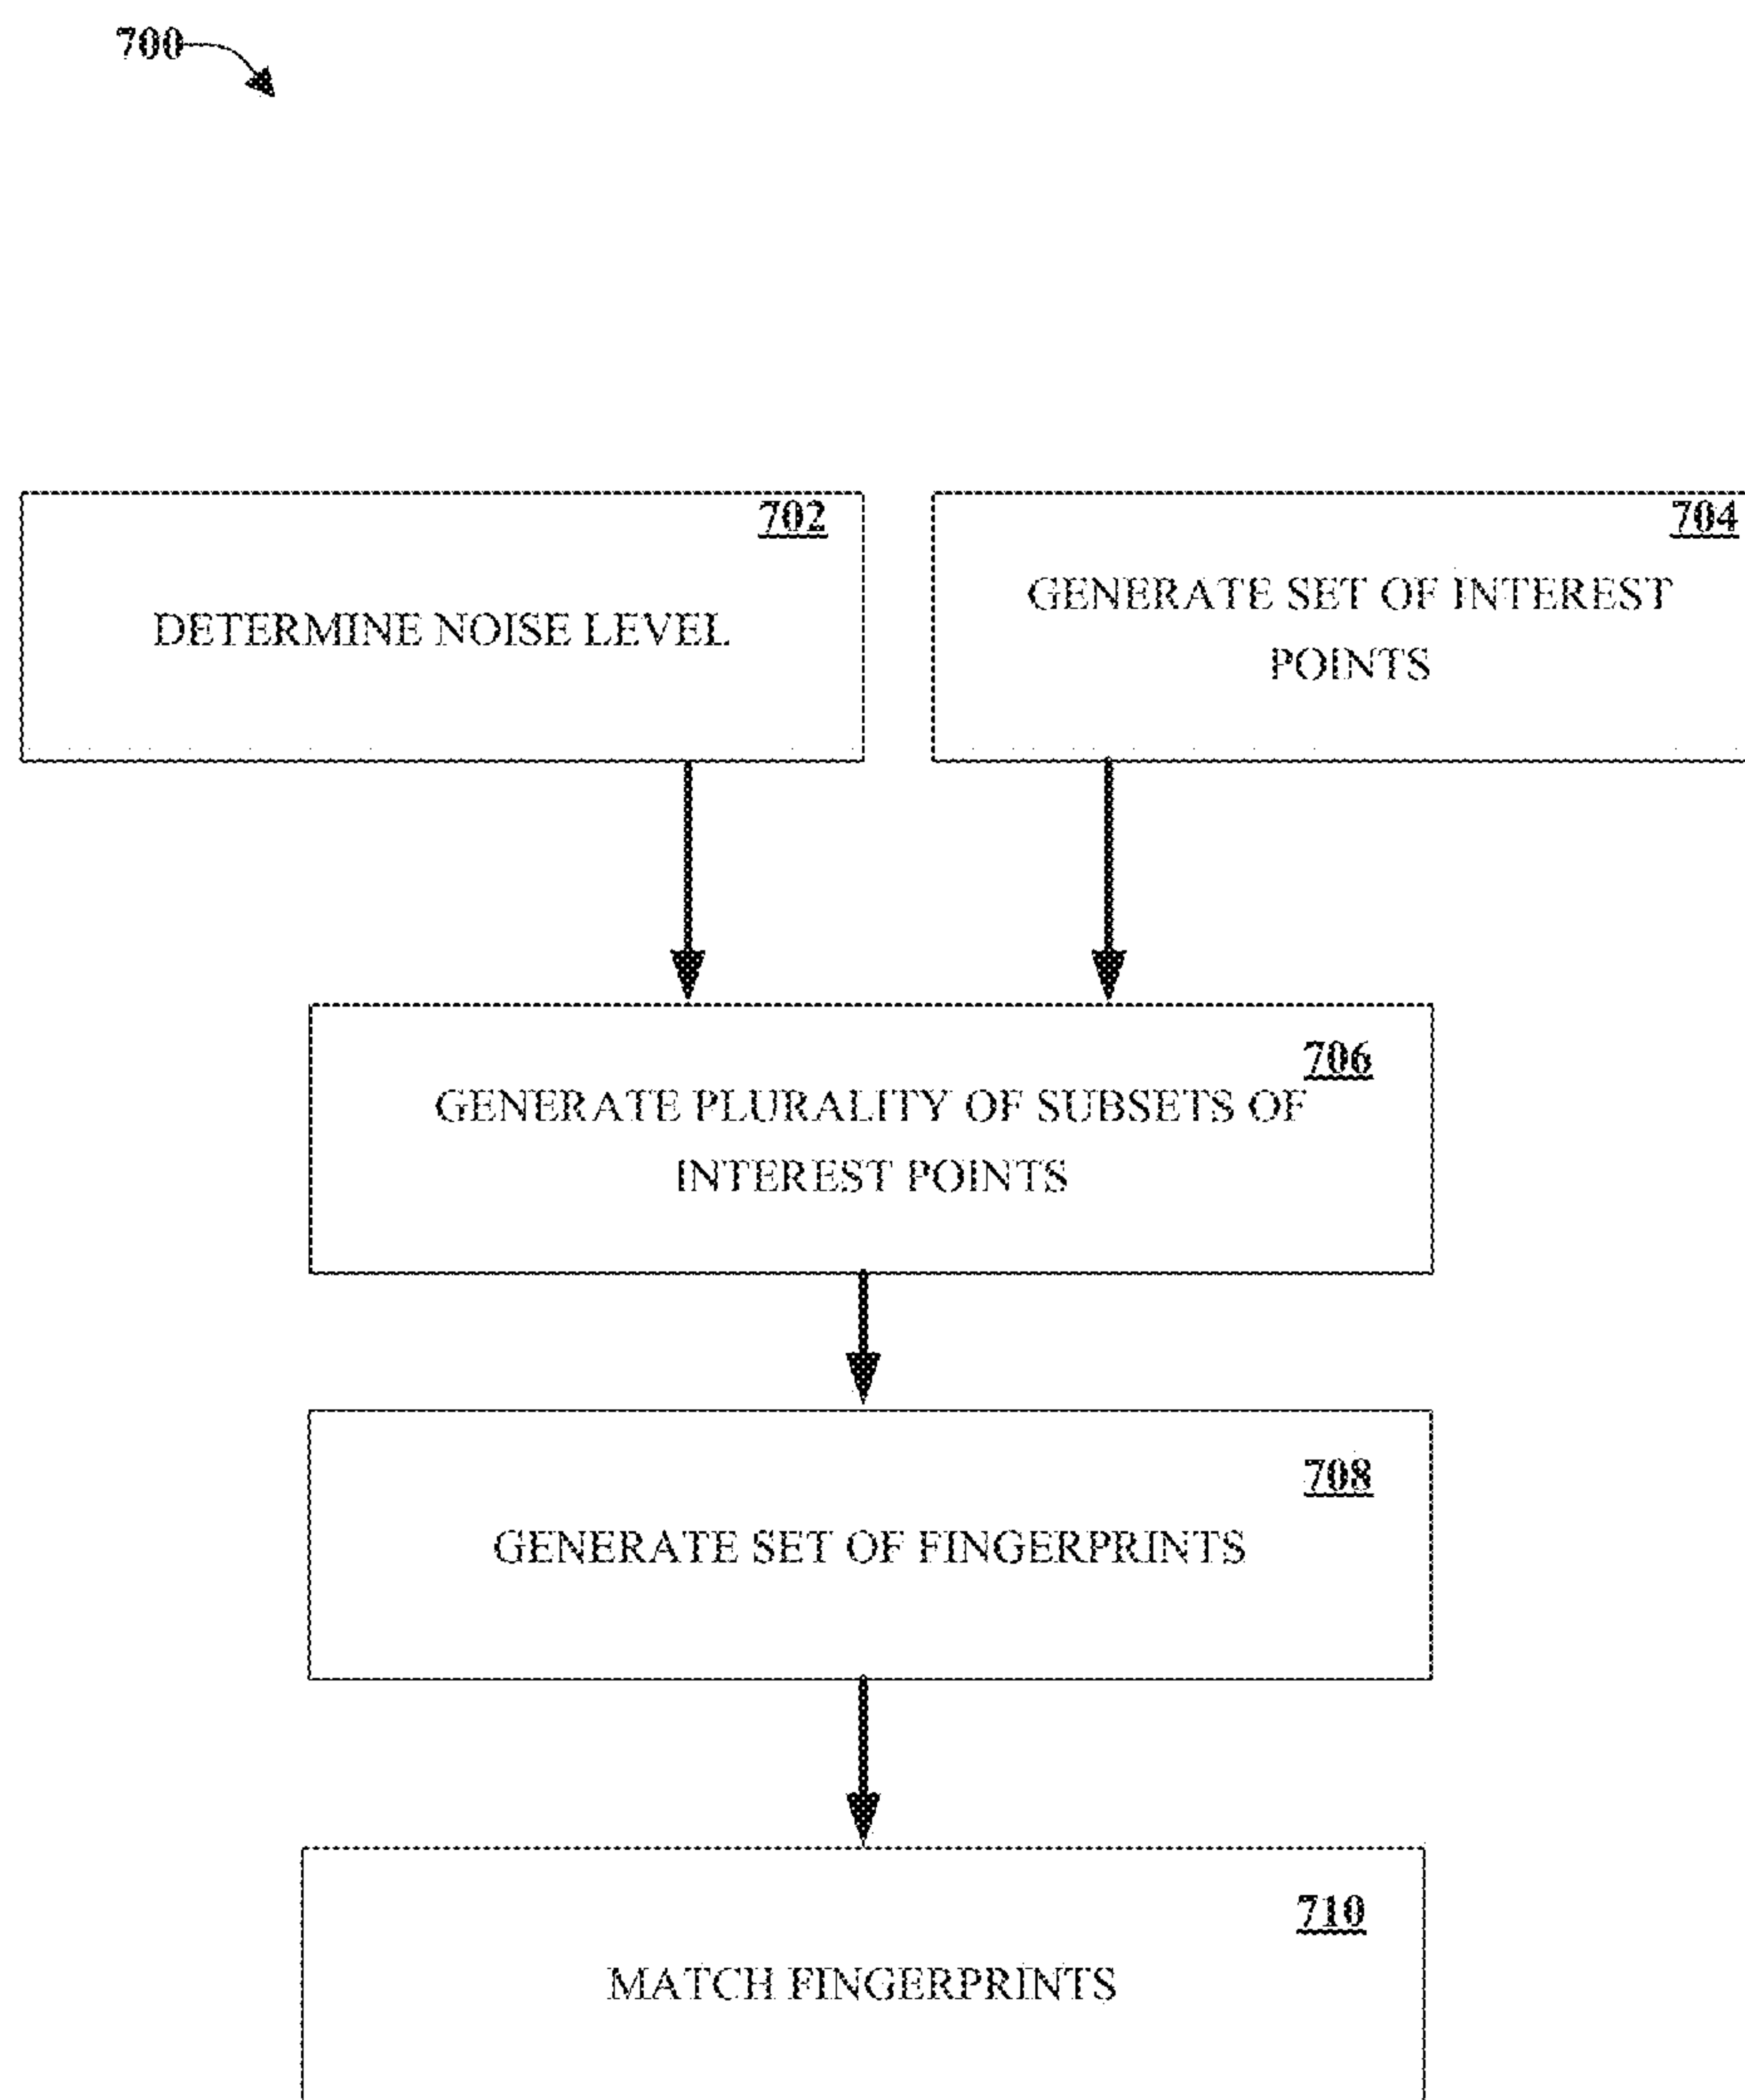 700
702
DETERMINE NOISE LEVEL
704
GENERATE SET OF INTEREST
POINTS
706
GENERATE PLURALITY OF SUBSETS OF
INTEREST POINTS
708
GENERATE SET OF FINGERPRINTS
710
MATCH FINGERPRINTS